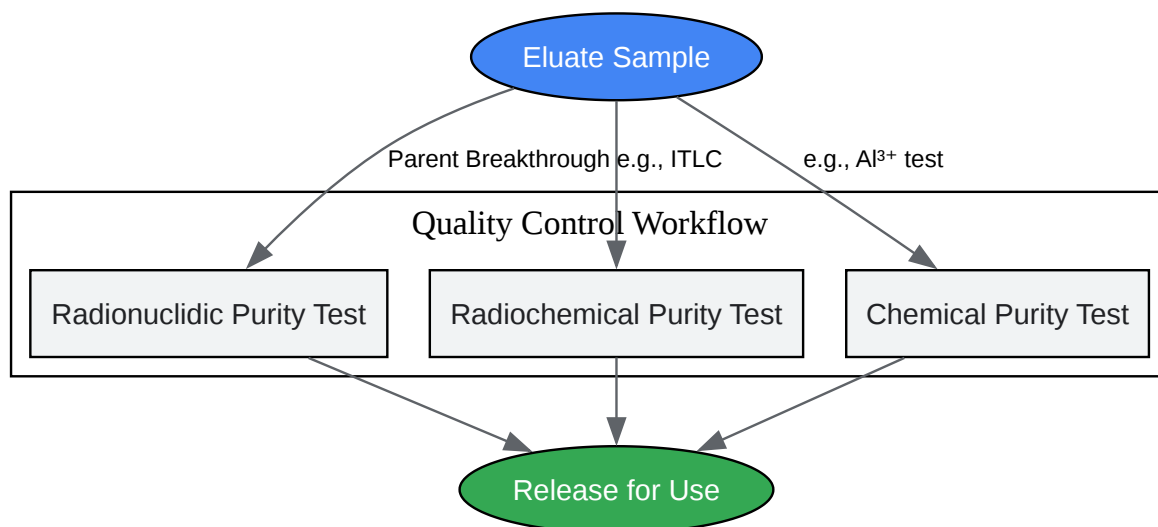 Eluate Sample
Parent Breakthrough
e.g., ITLC
e.g., Al³⁺ test
Quality Control Workflow
Radionuclidic Purity Test
Radiochemical Purity Test
Chemical Purity Test
Release for Use